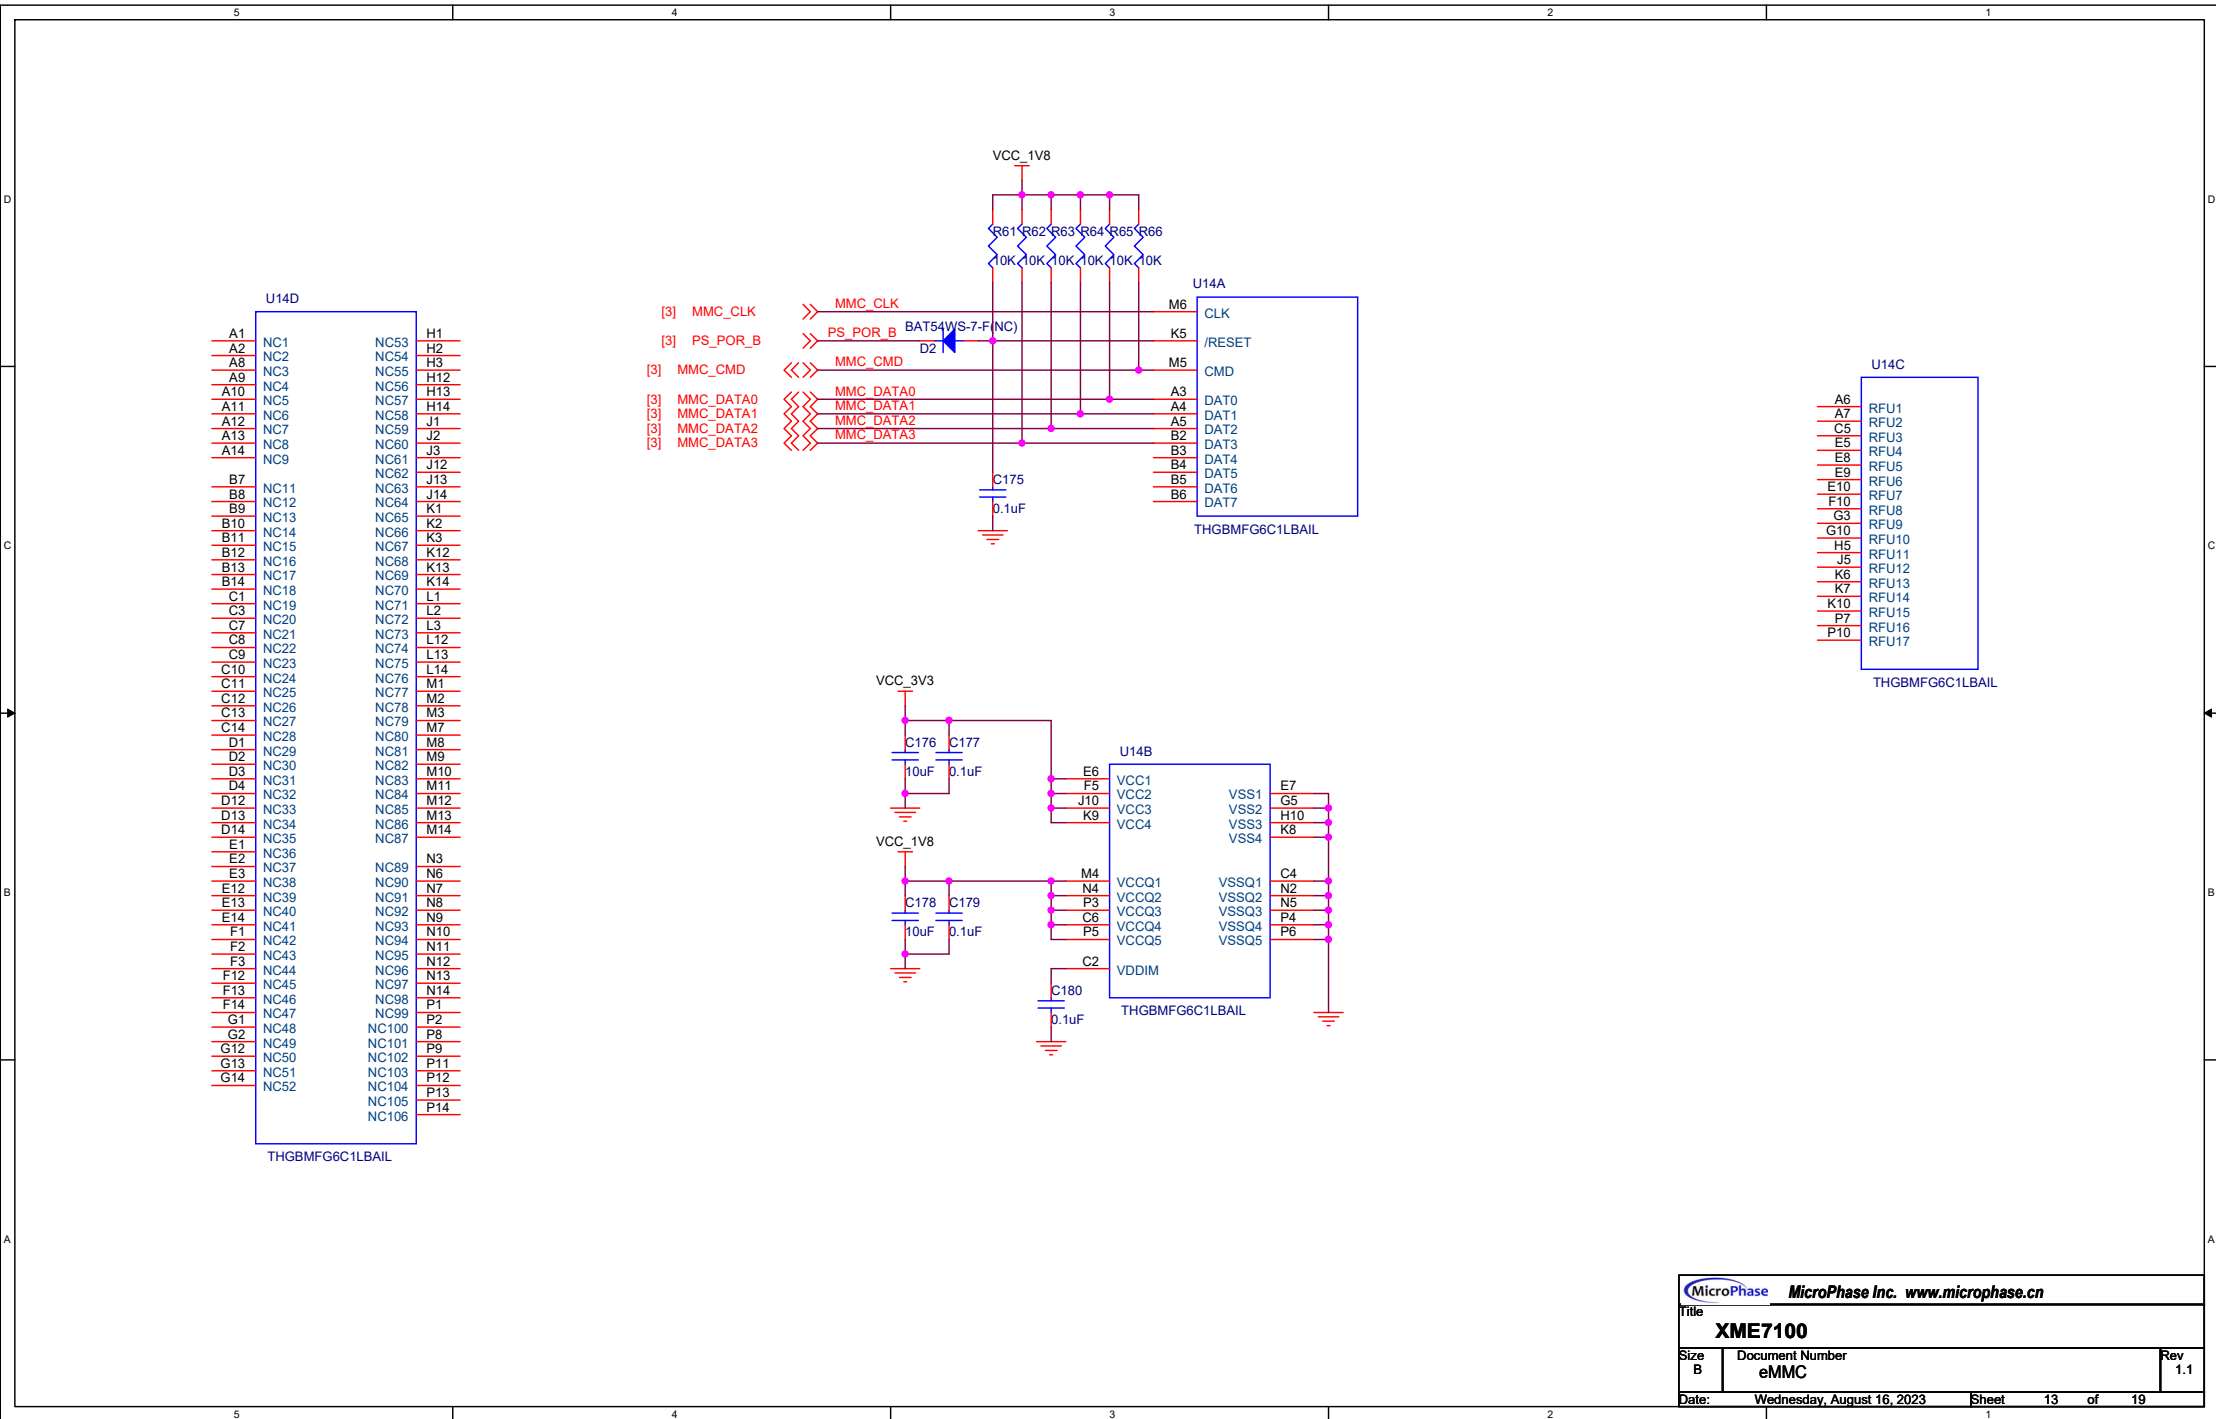 5 4 3 2 1
D D
C C
B B
A A
5 4 3 2 1
VCC_1V8
R61 R62 R63 R64 R65 R66
10K 10K 10K 10K 10K 10K
[3] MMC_CLK MMC_CLK
[3] PS_POR_B PS_POR_B BAT54WS-7-F(NC)
D2
[3] MMC_CMD MMC_CMD
[3] MMC_DATA0 MMC_DATA0
[3] MMC_DATA1 MMC_DATA1
[3] MMC_DATA2 MMC_DATA2
[3] MMC_DATA3 MMC_DATA3
C175
0.1uF
U14A
M6 CLK
K5 /RESET
M5 CMD
A3 DAT0
A4 DAT1
A5 DAT2
B2 DAT3
B3 DAT4
B4 DAT5
B5 DAT6
B6 DAT7
THGBMFG6C1LBAIL
U14D
A1 NC1 NC53 H1
A2 NC2 NC54 H2
A8 NC3 NC55 H3
A9 NC4 NC56 H12
A10 NC5 NC57 H13
A11 NC6 NC58 H14
A12 NC7 NC59 J1
A13 NC8 NC60 J2
A14 NC9 NC61 J3
NC62 J12
B7 NC11 NC63 J13
B8 NC12 NC64 J14
B9 NC13 NC65 K1
B10 NC14 NC66 K2
B11 NC15 NC67 K3
B12 NC16 NC68 K12
B13 NC17 NC69 K13
B14 NC18 NC70 K14
C1 NC19 NC71 L1
C3 NC20 NC72 L2
C7 NC21 NC73 L3
C8 NC22 NC74 L12
C9 NC23 NC75 L13
C10 NC24 NC76 L14
C11 NC25 NC77 M1
C12 NC26 NC78 M2
C13 NC27 NC79 M3
C14 NC28 NC80 M7
D1 NC29 NC81 M8
D2 NC30 NC82 M9
D3 NC31 NC83 M10
D4 NC32 NC84 M11
D12 NC33 NC85 M12
D13 NC34 NC86 M13
D14 NC35 NC87 M14
E1 NC36
E2 NC37 NC89 N3
E3 NC38 NC90 N6
E12 NC39 NC91 N7
E13 NC40 NC92 N8
E14 NC41 NC93 N9
F1 NC42 NC94 N10
F2 NC43 NC95 N11
F3 NC44 NC96 N12
F12 NC45 NC97 N13
F13 NC46 NC98 N14
F14 NC47 NC99 P1
G1 NC48 NC100 P2
G2 NC49 NC101 P8
G12 NC50 NC102 P9
G13 NC51 NC103 P11
G14 NC52 NC104 P12
NC105 P13
NC106 P14
THGBMFG6C1LBAIL
U14C
A6 RFU1
A7 RFU2
C5 RFU3
E5 RFU4
E8 RFU5
E9 RFU6
E10 RFU7
F10 RFU8
G3 RFU9
G10 RFU10
H5 RFU11
J5 RFU12
K6 RFU13
K7 RFU14
K10 RFU15
P7 RFU16
P10 RFU17
THGBMFG6C1LBAIL
VCC_3V3
C176 C177
10uF 0.1uF
VCC_1V8
C178 C179
10uF 0.1uF
C180
0.1uF
U14B
E6 VCC1
F5 VCC2 VSS1 E7
J10 VCC3 VSS2 G5
K9 VCC4 VSS3 H10
VSS4 K8
M4 VCCQ1 VSSQ1 C4
N4 VCCQ2 VSSQ2 N2
P3 VCCQ3 VSSQ3 N5
C6 VCCQ4 VSSQ4 P4
P5 VCCQ5 VSSQ5 P6
C2 VDDIM
THGBMFG6C1LBAIL
MicroPhase MicroPhase Inc. www.microphase.cn
Title
XME7100
Size Document Number Rev
B eMMC 1.1
Date: Wednesday, August 16, 2023 Sheet 13 of 19